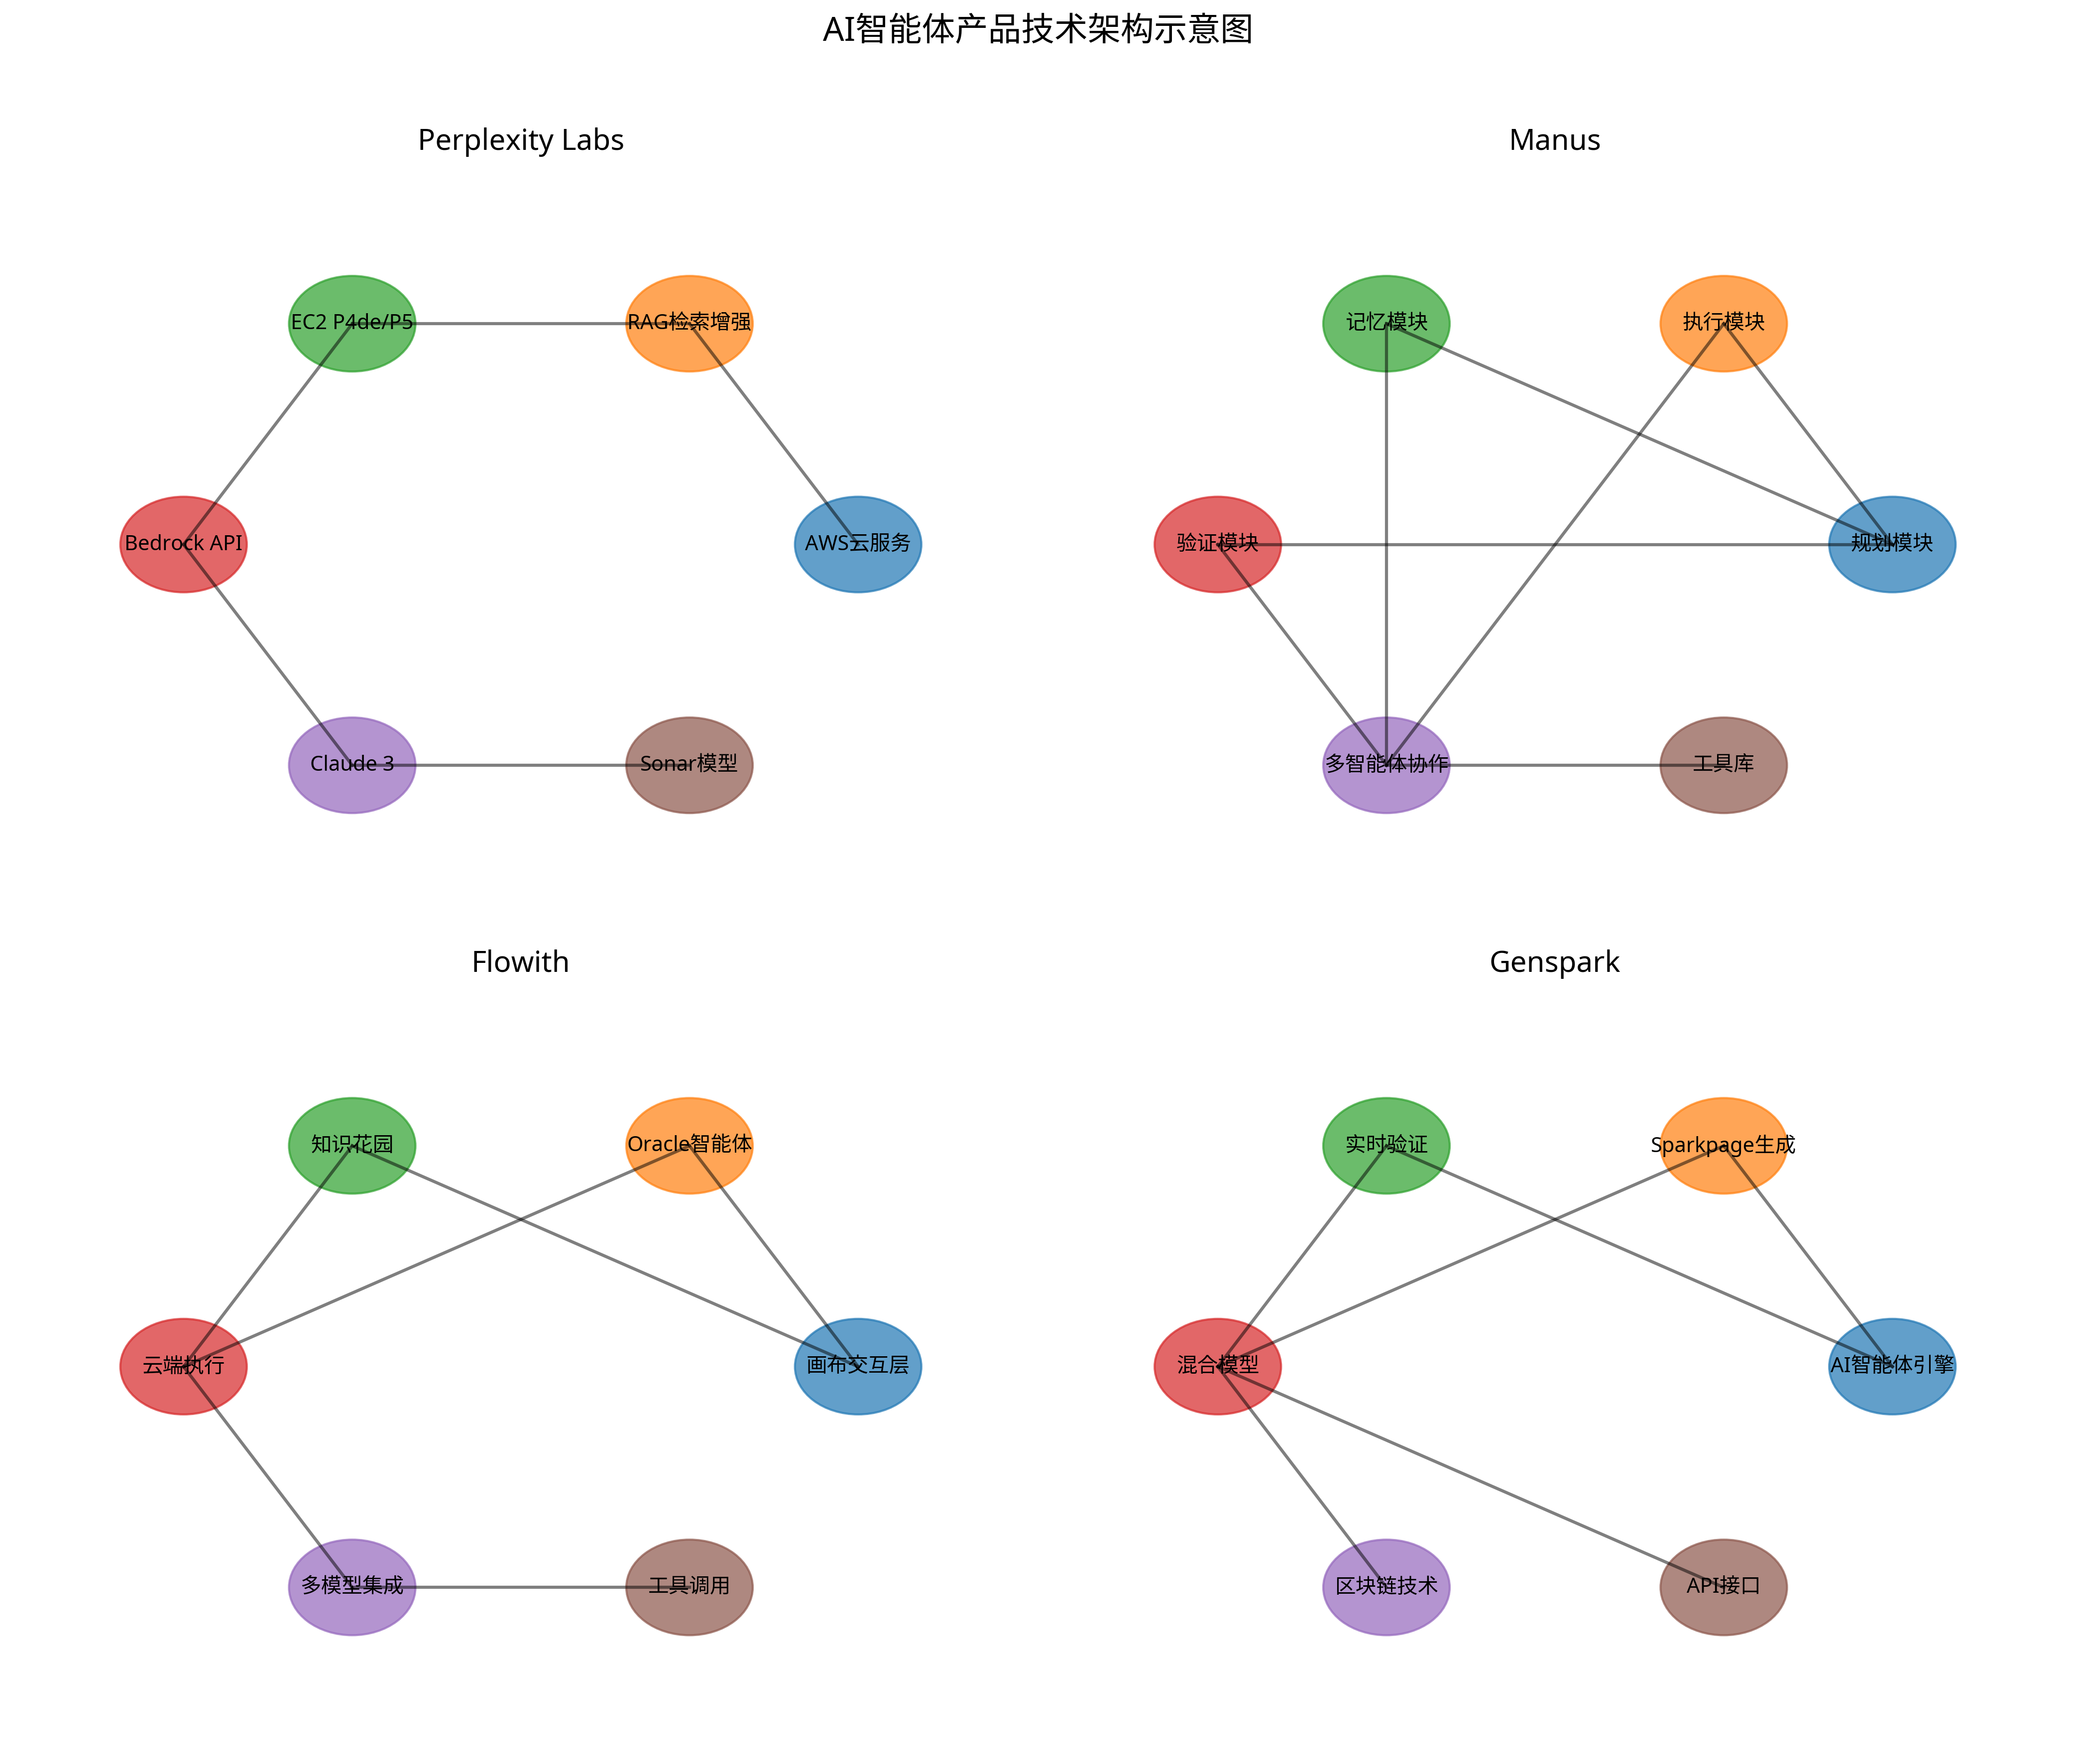 AI智能体产品技术架构示意图
Perplexity Labs
EC2 P4de/P5
RAG检索增强
Bedrock API
AWS云服务
Claude 3
Sonar模型
Manus
记忆模块
执行模块
验证模块
规划模块
多智能体协作
工具库
Flowith
知识花园
Oracle智能体
云端执行
画布交互层
多模型集成
工具调用
Genspark
实时验证
Sparkpage生成
混合模型
AI智能体引擎
区块链技术
API接口